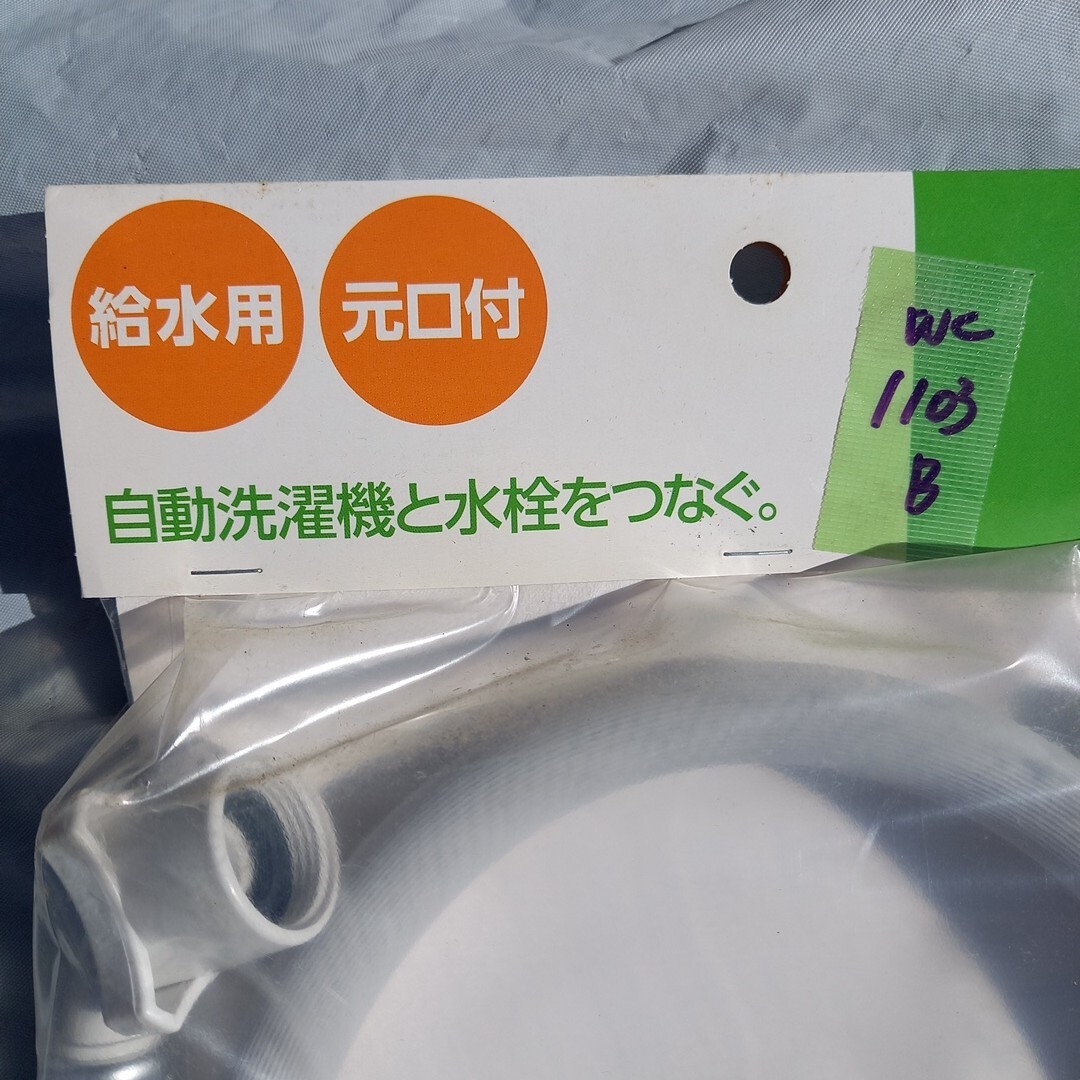 給水用
元口付
自動洗濯機と水栓をつなぐ。
WC
1103
B